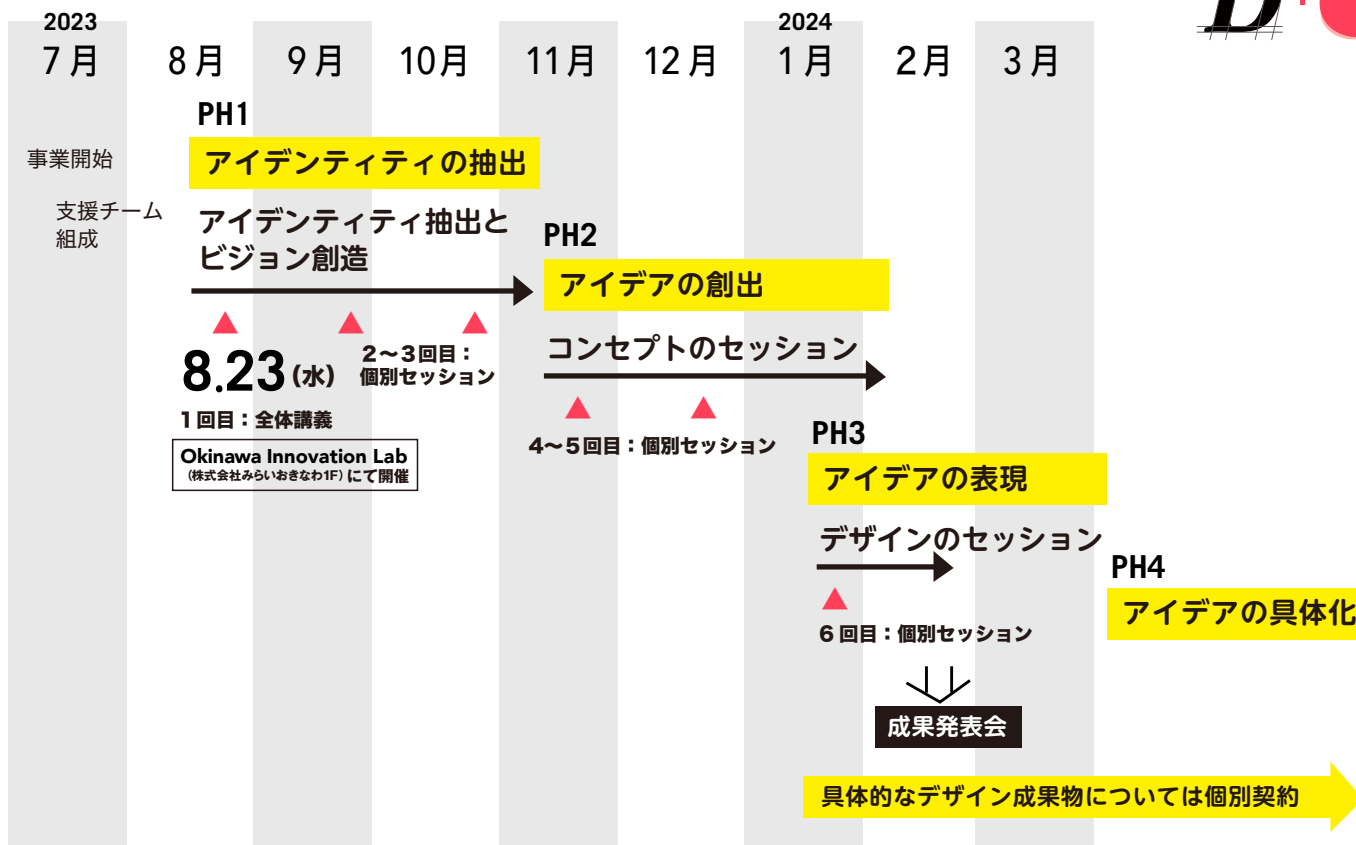 2023
2024
7月
8月
9月
10月
11月
12月
1月
2月
3月
PH1
事業開始
アイデンティティの抽出
支援チーム
組成
アイデンティティ抽出と
ビジョン創造
PH2
アイデアの創出
8.23(水)
2〜3回目：
個別セッション
コンセプトのセッション
1回目：全体講義
Okinawa Innovation Lab
(株式会社みらいおきなわ1F)にて開催
4〜5回目：個別セッション
PH3
アイデアの表現
デザインのセッション
PH4
アイデアの具体化
6回目：個別セッション
成果発表会
具体的なデザイン成果物については個別契約